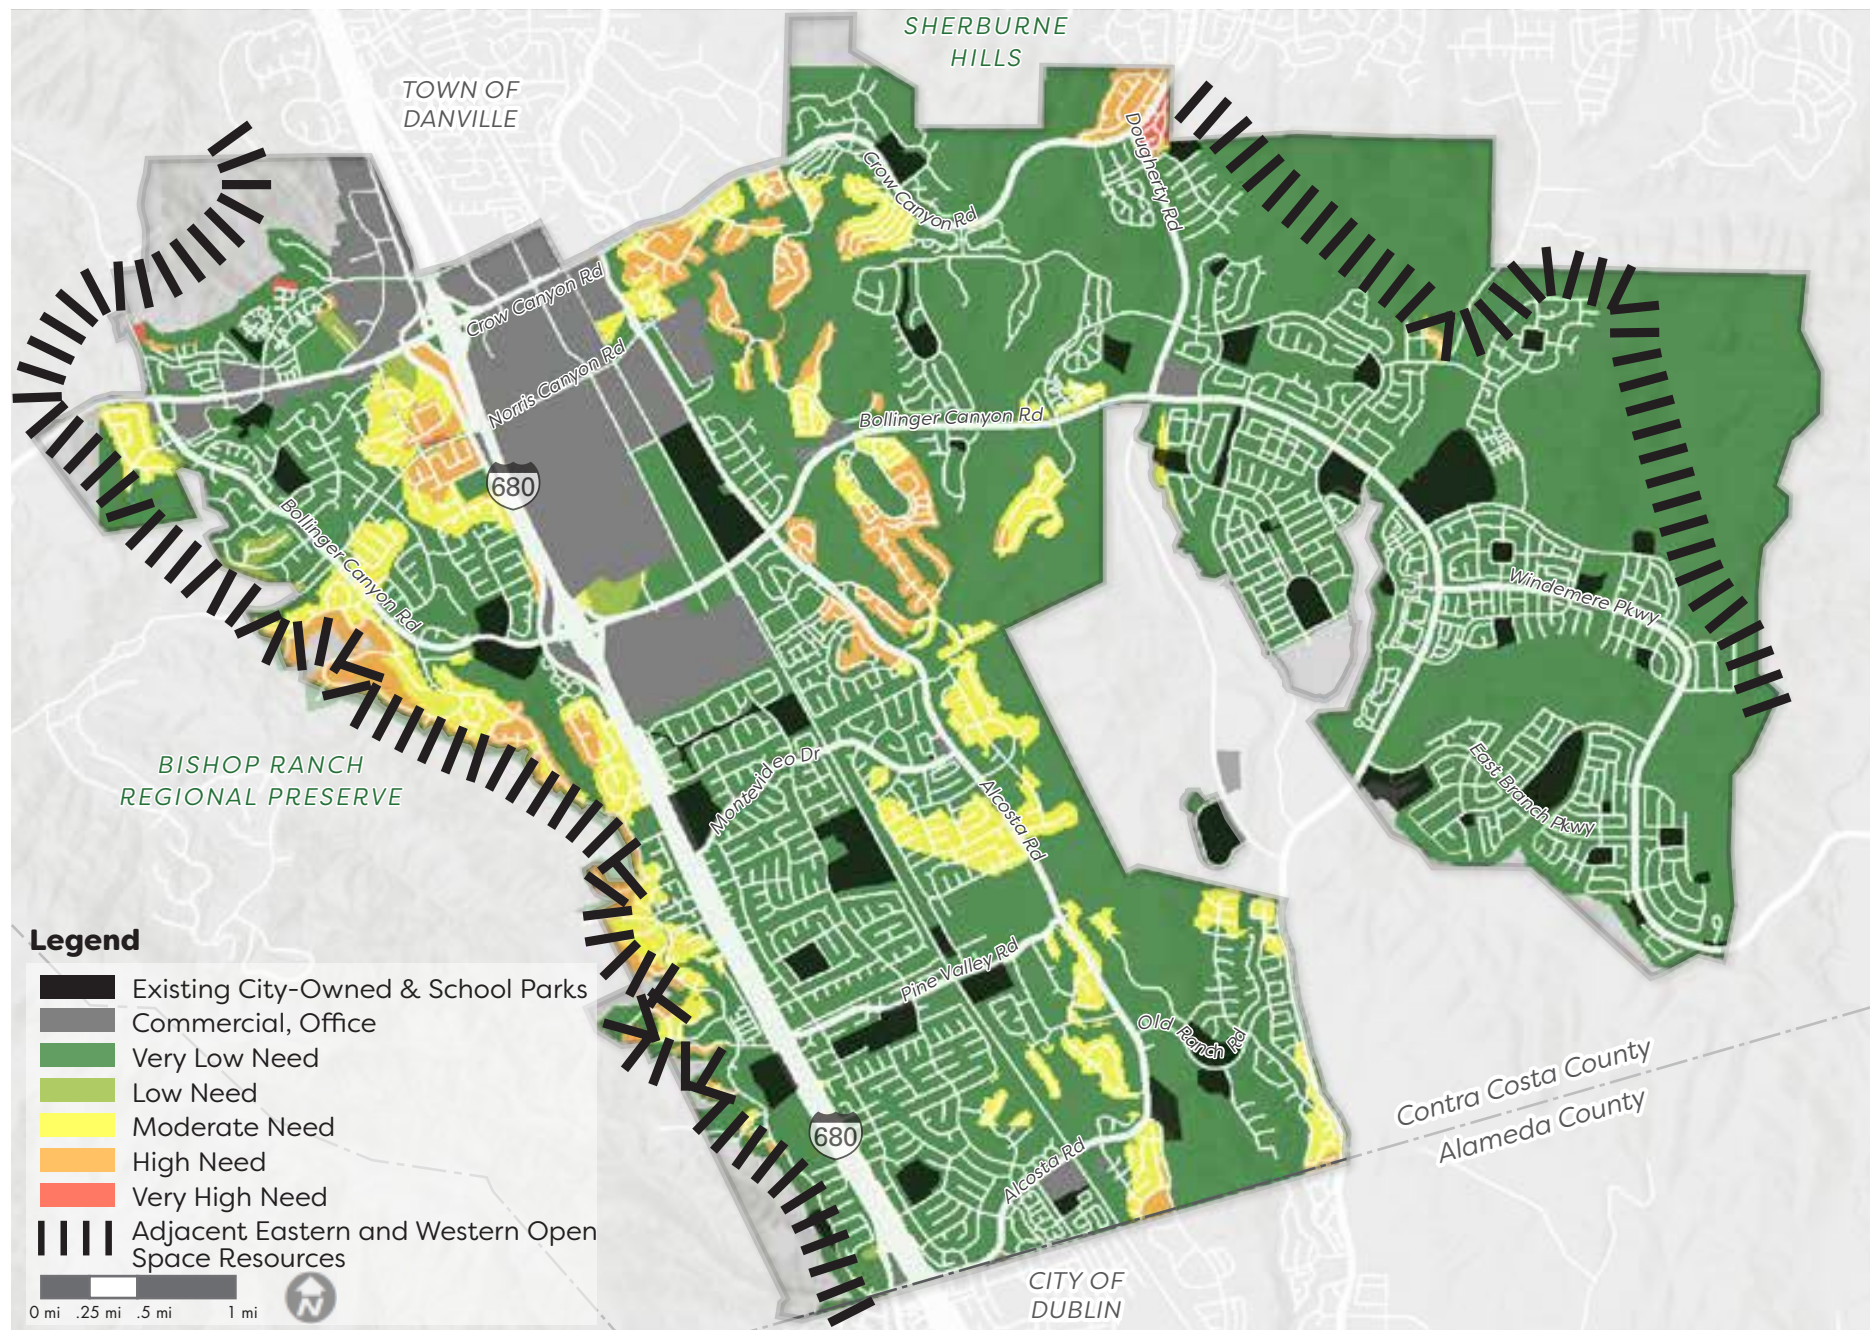 SHERBURNE
HILLS
TOWN OF
DANVILLE
Dougherty Rd
Crow Canyon Rd
Crow Canyon Rd
Norris Canyon Rd
Bollinger Canyon Rd
680
Bollinger Canyon Rd
Windemere Pkwy
BISHOP RANCH
REGIONAL PRESERVE
Montevideo Dr
East Branch Pkwy
Alcosta Rd
Pine Valley Rd
Old Ranch Rd
Contra Costa County
Alameda County
680
Alcosta Rd
CITY OF
DUBLIN
Legend
Existing City-Owned & School Parks
Commercial, Office
Very Low Need
Low Need
Moderate Need
High Need
Very High Need
Adjacent Eastern and Western Open
Space Resources
0 mi .25 mi .5 mi 1 mi
N